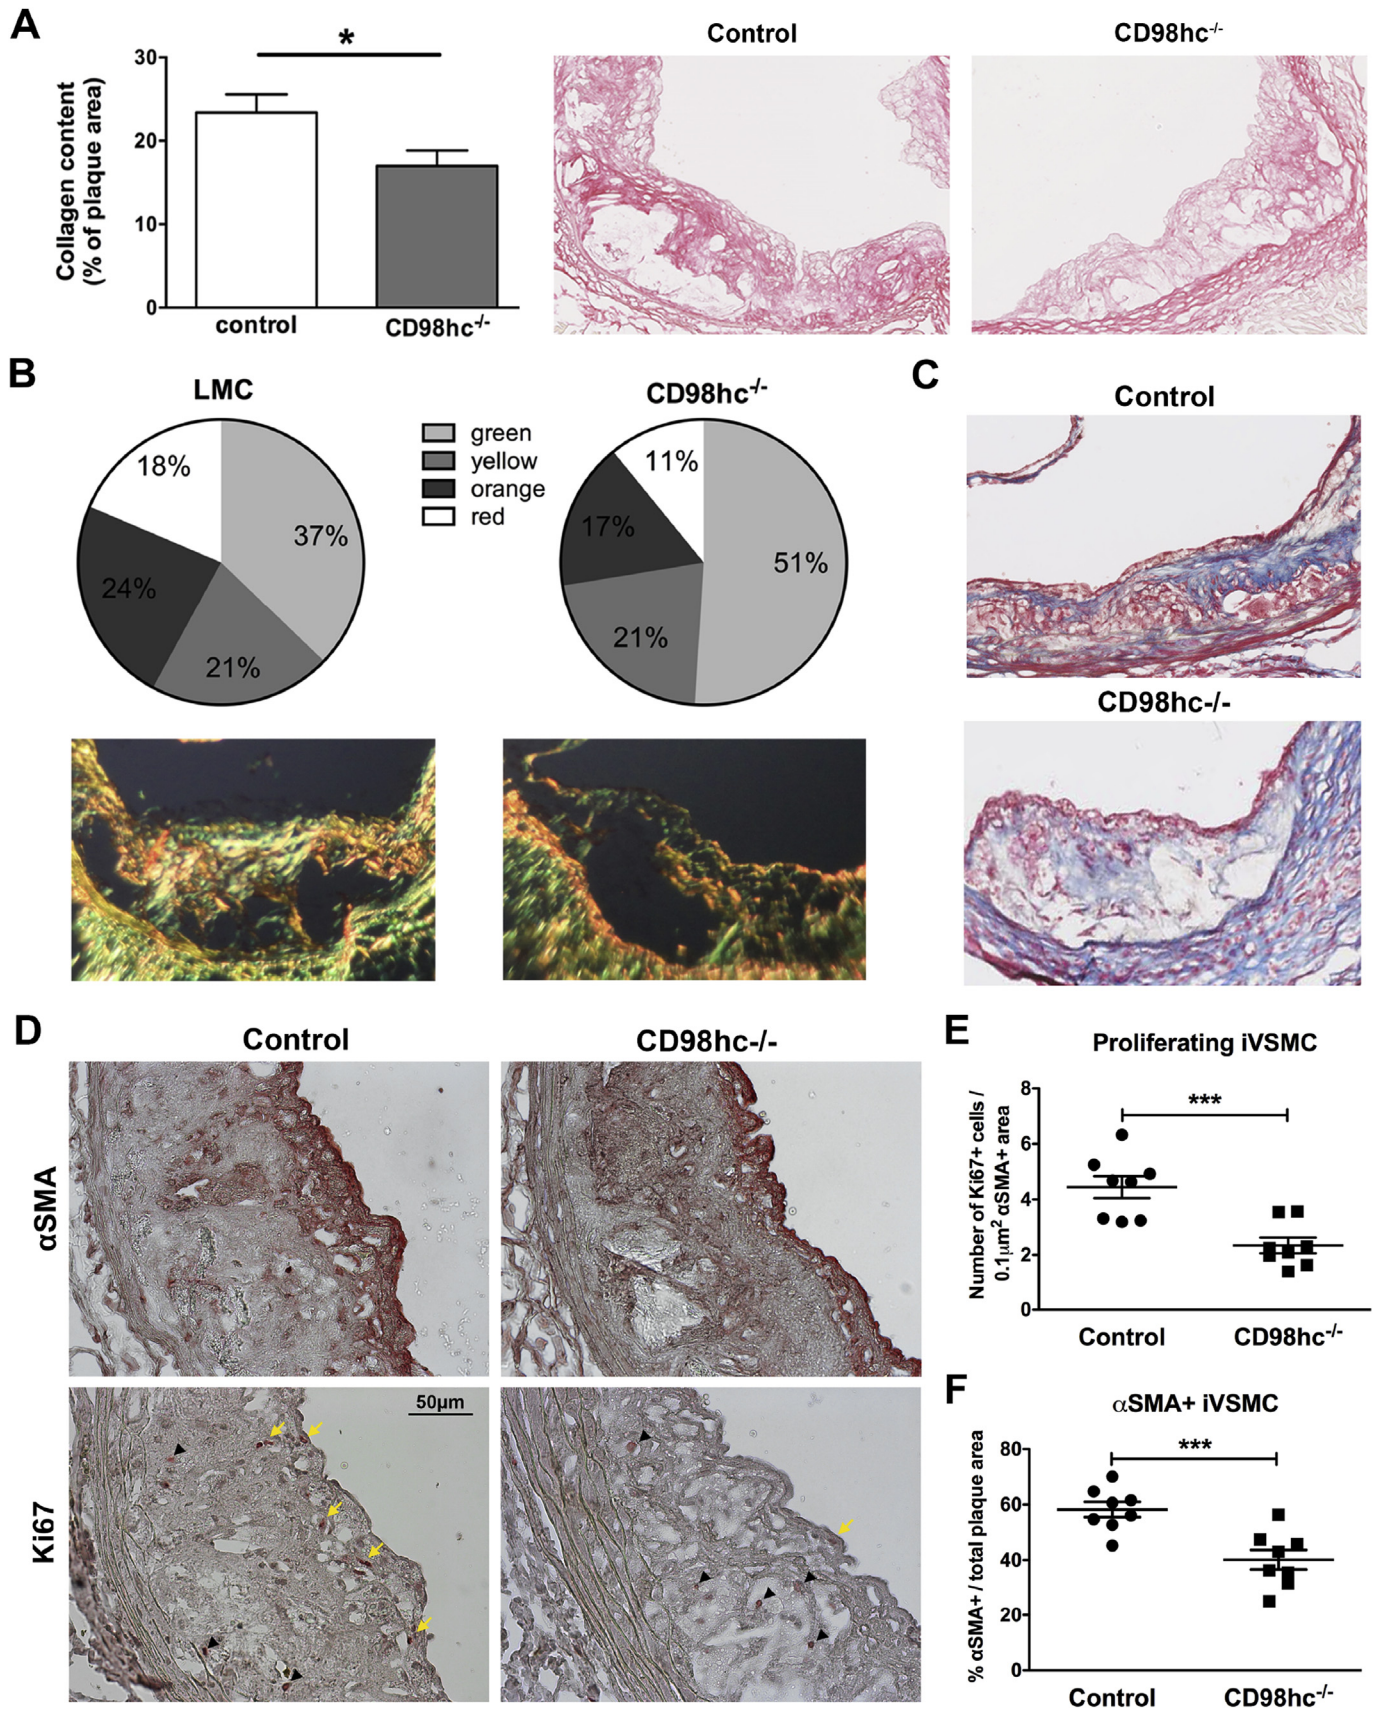 A
Collagen content
(% of plaque area)
30
20
10
0
*
control
CD98hc-/-
Control
CD98hc-/-
B
LMC
18%
37%
24%
21%
green
yellow
orange
red
CD98hc-/-
11%
17%
51%
21%
C
Control
CD98hc-/-
D
Control
CD98hc-/-
αSMA
Ki67
50μm
E
Proliferating iVSMC
Number of Ki67+ cells /
0.1μm² αSMA+ area
8
6
4
2
0
***
Control
CD98hc-/-
F
αSMA+ iVSMC
% αSMA+ / total plaque area
80
60
40
20
0
***
Control
CD98hc-/-